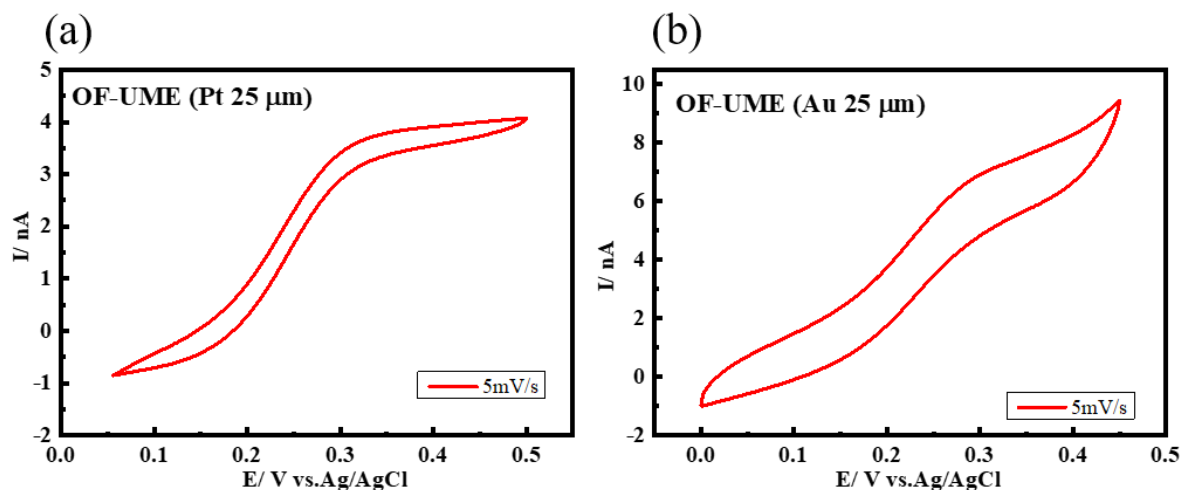 (a)
OF-UME (Pt 25 μm)
I/ nA
5
4
3
2
1
0
-1
-2
0.0 0.1 0.2 0.3 0.4 0.5
E/ V vs.Ag/AgCl
5mV/s
(b)
OF-UME (Au 25 μm)
I/ nA
10
8
6
4
2
0
-2
0.0 0.1 0.2 0.3 0.4 0.5
E/ V vs.Ag/AgCl
5mV/s